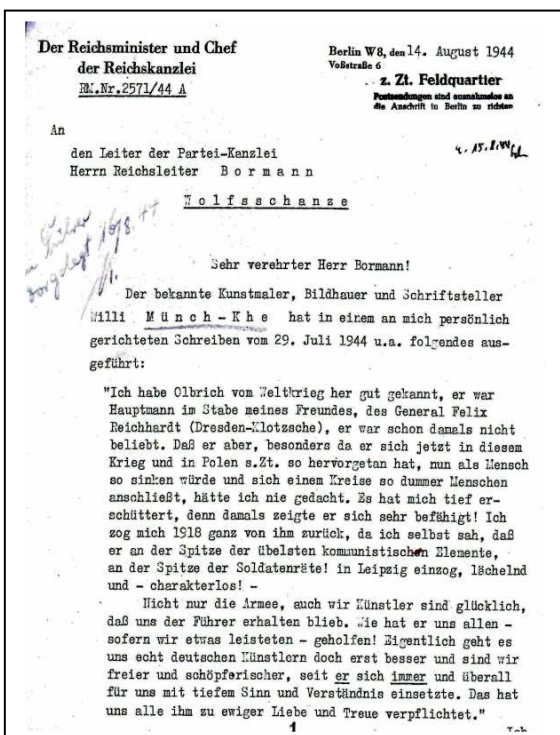 Der Reichsminister und Chef
der Reichskanzlei
RK.Nr.2571/44 A
Berlin W8, den 14. August 1944
Voßstraße 6
z. Zt. Feldquartier
Postsendungen sind ausnahmslos an
die Anschrift in Berlin zu richten
An
den Leiter der Partei-Kanzlei
Herrn Reichsleiter B o r m a n n
W o l f s s c h a n z e
vorgelegt 16/8.44
Sehr verehrter Herr Bormann!
Der bekannte Kunstmaler, Bildhauer und Schriftsteller
Willi M ü n c h - K h e hat in einem an mich persönlich
gerichteten Schreiben vom 29. Juli 1944 u.a. folgendes aus-
geführt:
"Ich habe Olbrich vom Weltkrieg her gut gekannt, er war
Hauptmann im Stabe meines Freundes, des General Felix
Reichhardt (Dresden-Klotzsche), er war schon damals nicht
beliebt. Daß er aber, besonders da er sich jetzt in diesem
Krieg und in Polen s.Zt. so hervorgetan hat, nun als Mensch
so sinken würde und sich einem Kreise so dummer Menschen
anschließt, hätte ich nie gedacht. Es hat mich tief er-
schüttert, denn damals zeigte er sich sehr befähigt! Ich
zog mich 1918 ganz von ihm zurück, da ich selbst sah, daß
er an der Spitze der übelsten kommunistischen Elemente,
an der Spitze der Soldatenräte! in Leipzig einzog, lächelnd
und - charakterlos! -
Nicht nur die Armee, auch wir Künstler sind glücklich,
daß uns der Führer erhalten blieb. Wie hat er uns allen -
sofern wir etwas leisteten - geholfen! Eigentlich geht es
uns echt deutschen Künstlern doch erst besser und sind wir
freier und schöpferischer, seit er sich immer und überall
für uns mit tiefem Sinn und Verständnis einsetzte. Das hat
uns alle ihm zu ewiger Liebe und Treue verpflichtet."
1
Ich